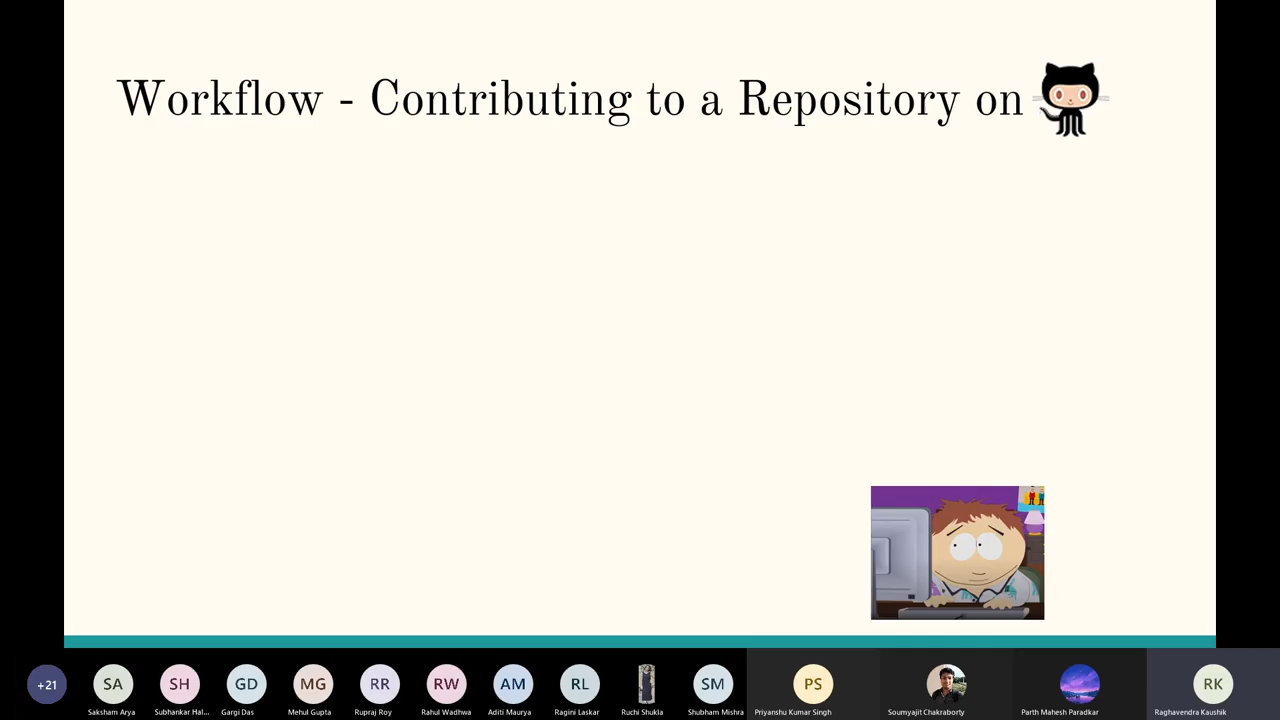 Workflow - Contributing to a Repository on
+21
SA
SH
GD
MG
RR
RW
AM
RL
SM
PS
RK
Saksham Arya
Subhankar Hal...
Gargi Das
Mehul Gupta
Rupraj Roy
Rahul Wadhwa
Aditi Maurya
Ragini Laskar
Ruchi Shukla
Shubham Mishra
Priyanshu Kumar Singh
Soumyajit Chakraborty
Parth Mahesh Paradkar
Raghavendra Kaushik